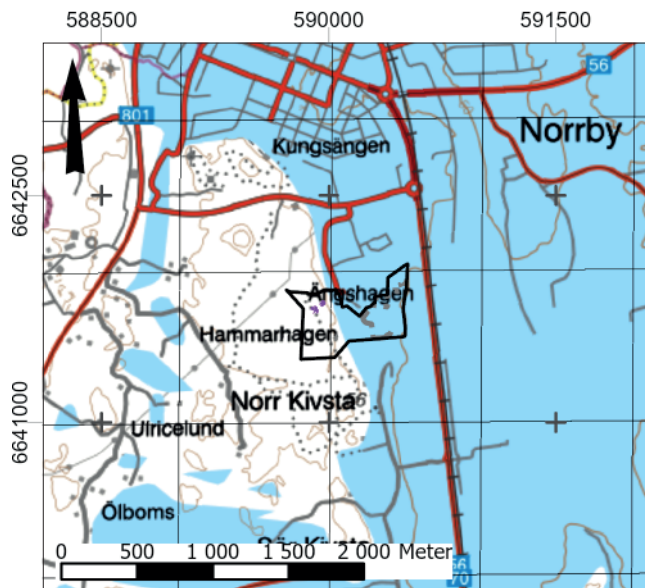 588500 590000 591500
56
801
Kungsängen
Norrby
6642500
Ängshagen
Hammarhagen
Norr Kivsta
6641000
Ulricelund
Ölboms
0 500 1 000 1 500 2 000 Meter
70